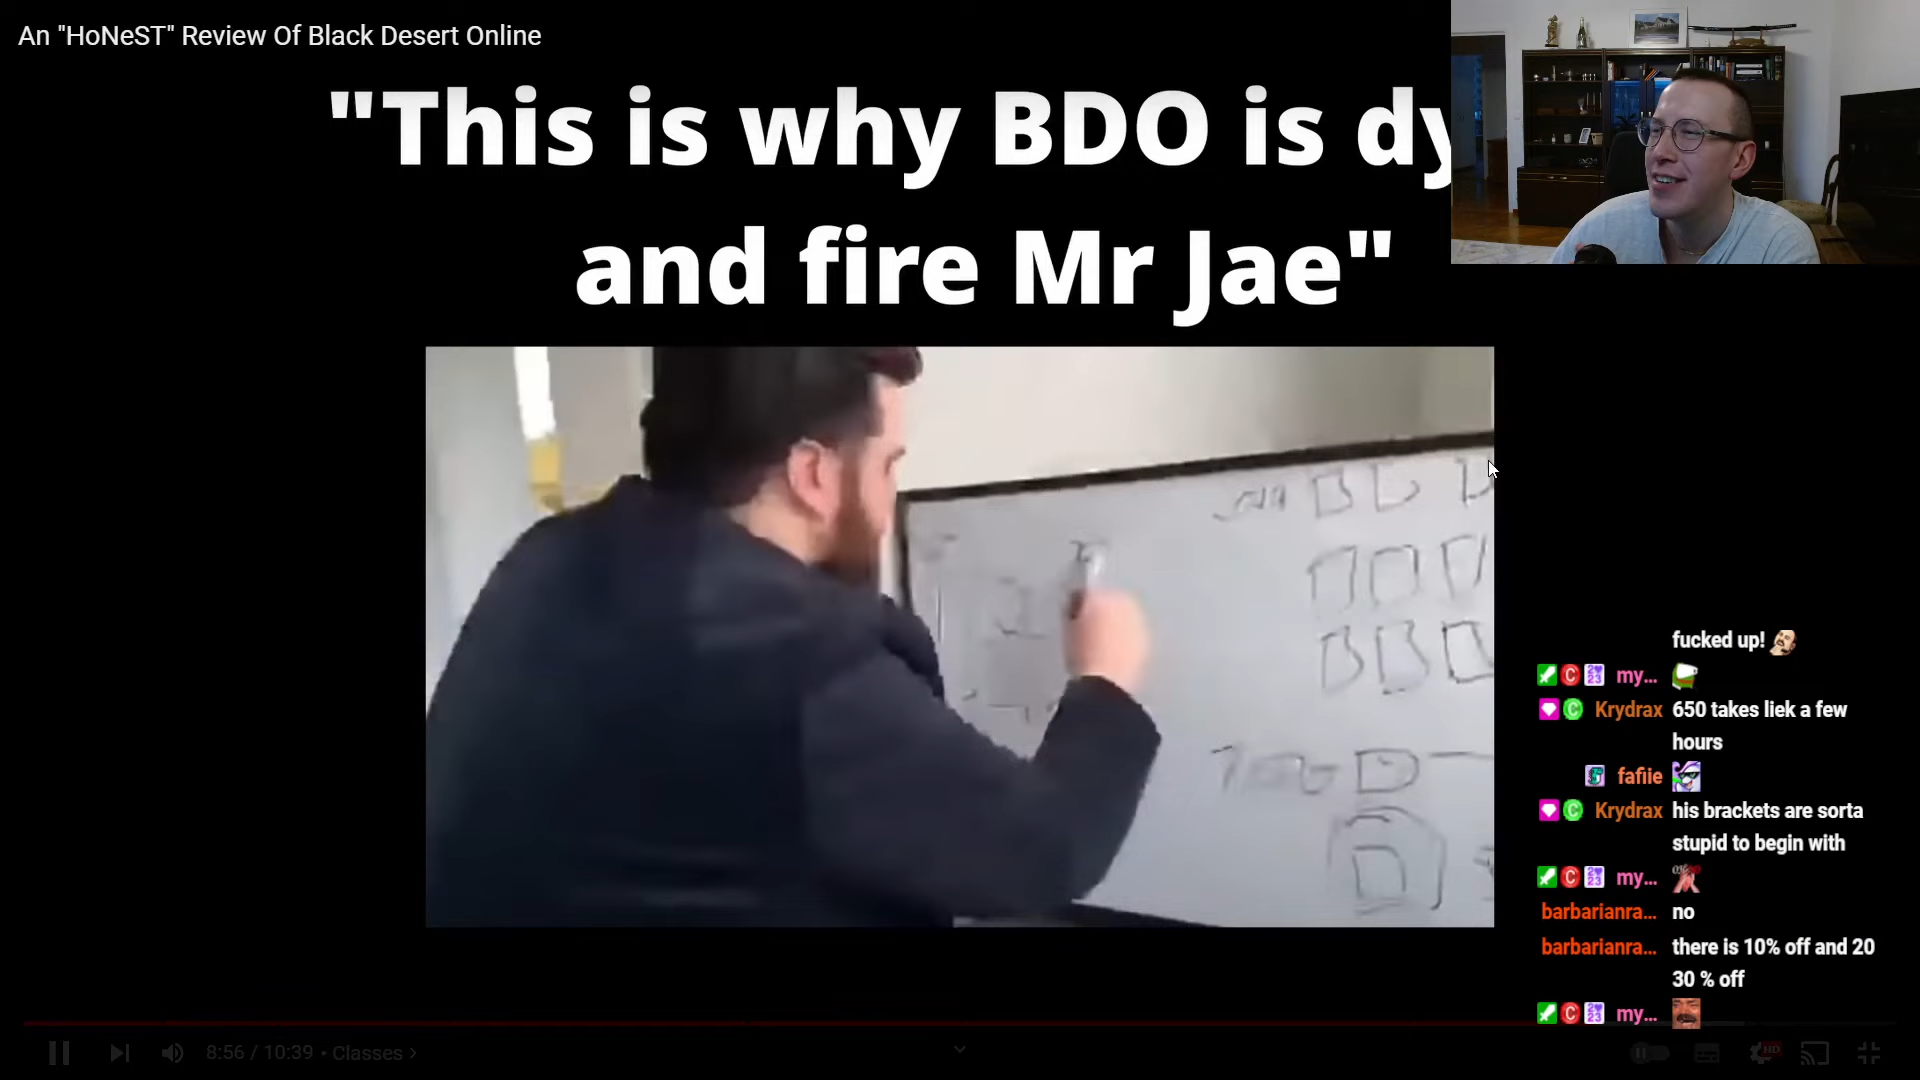 An "HoNeST" Review Of Black Desert Online
"This is why BDO is dy
and fire Mr Jae"
fucked up!
my...
Krydrax 650 takes liek a few
hours
fafiie
Krydrax his brackets are sorta
stupid to begin with
my...
barbarianra... no
barbarianra... there is 10% off and 20
30 % off
my...
8:56 / 10:39 • Classes >
HD